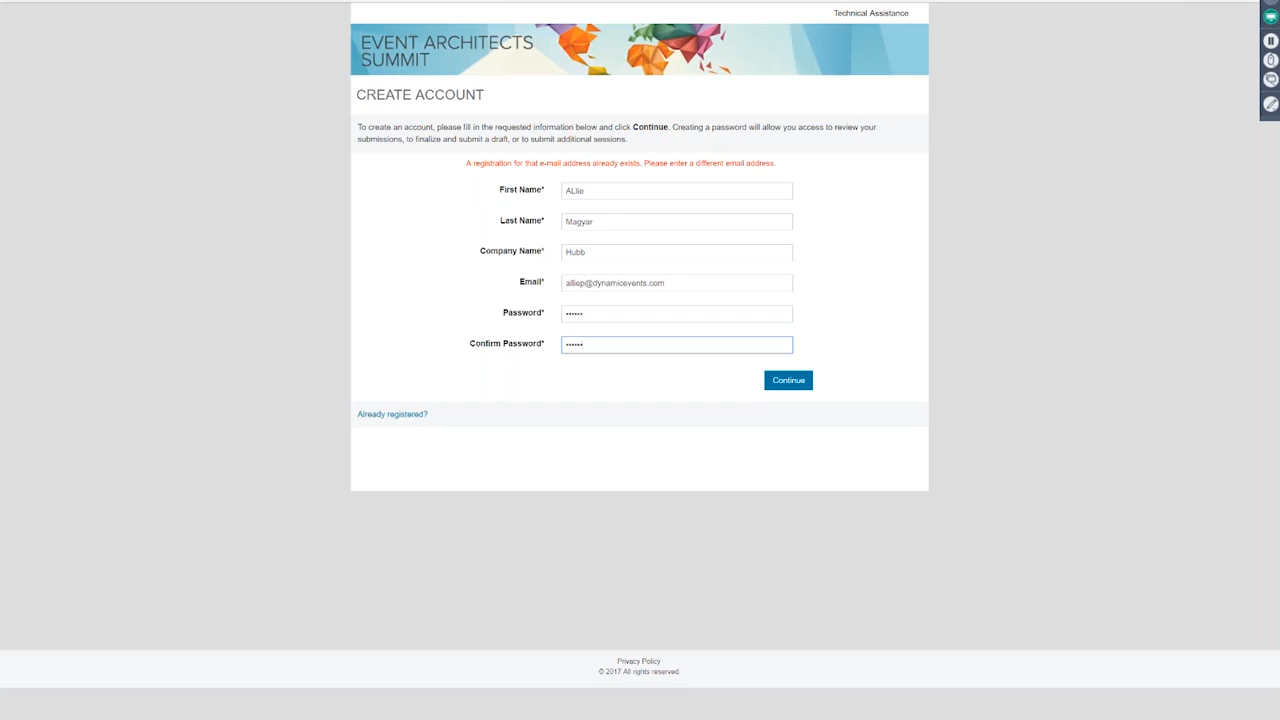 Technical Assistance
EVENT ARCHITECTS
SUMMIT
CREATE ACCOUNT
To create an account, please fill in the requested information below and click Continue. Creating a password will allow you access to review your
submissions, to finalize and submit a draft, or to submit additional sessions.
A registration for that e-mail address already exists. Please enter a different email address.
First Name* ALlie
Last Name* Magyar
Company Name* Hubb
Email* alliep@dynamicevents.com
Password* ••••••
Confirm Password* ••••••
Continue
Already registered?
Privacy Policy
© 2017 All rights reserved.